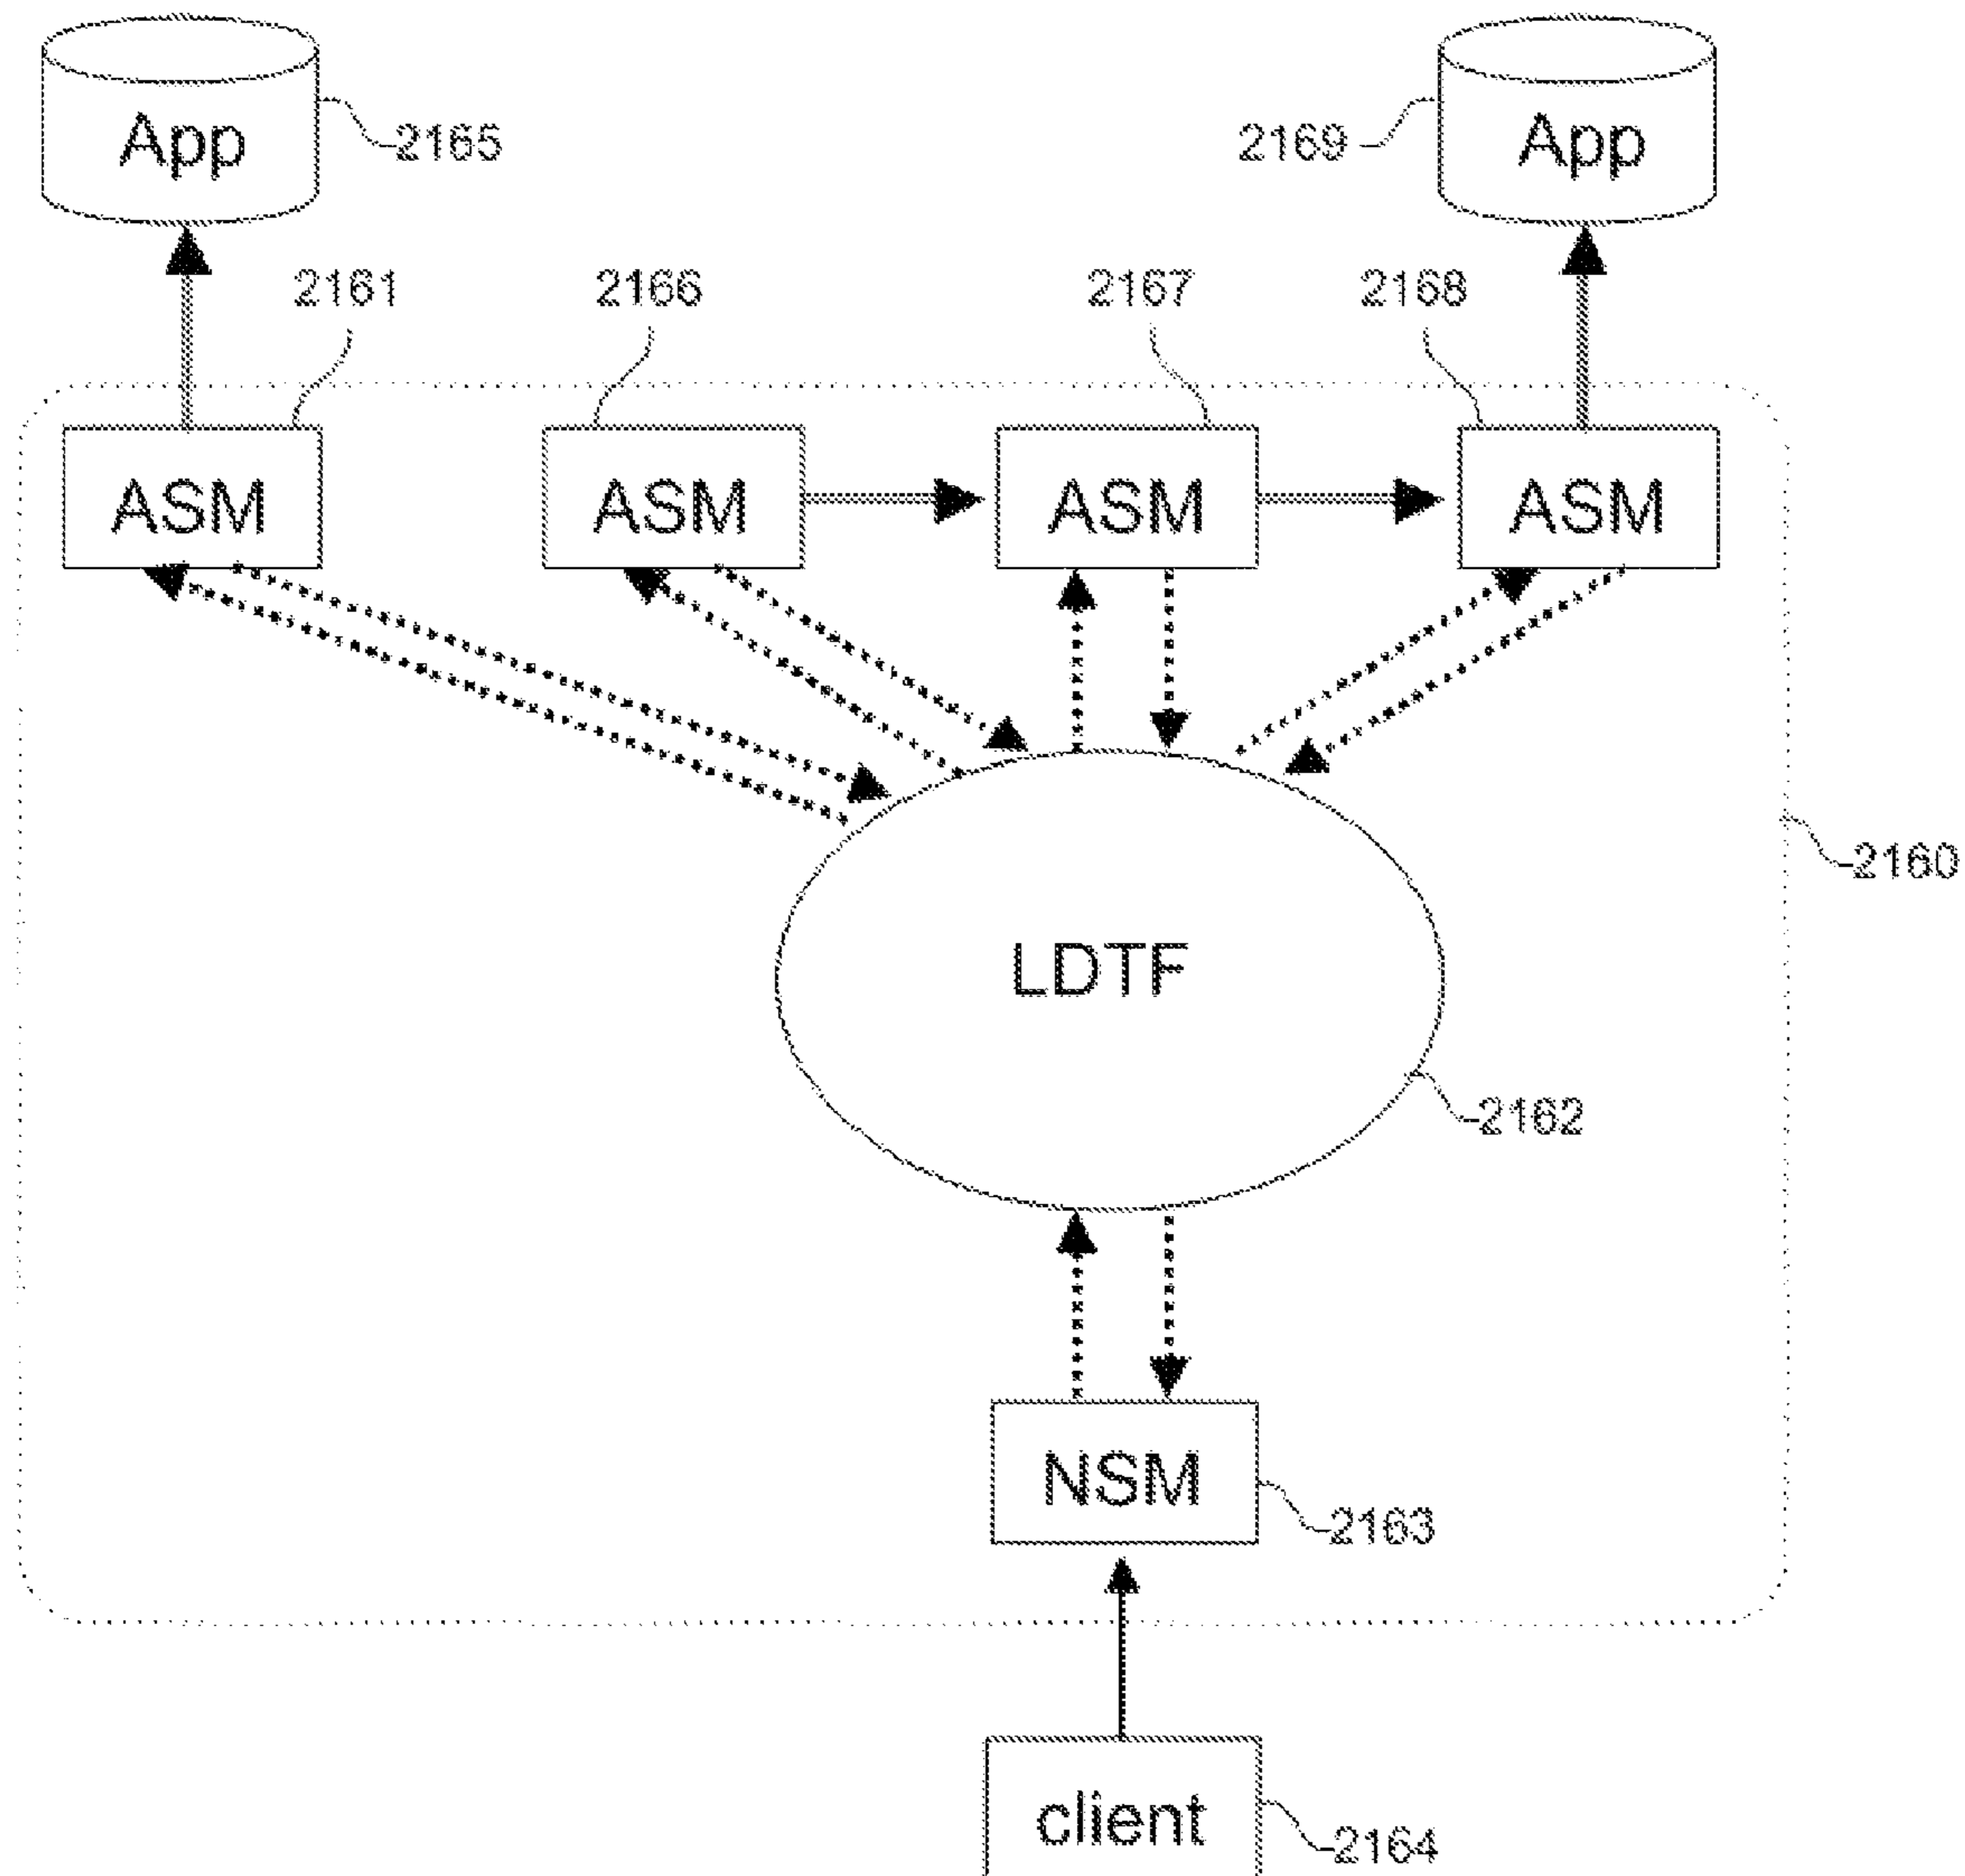 App
2165
2169
App
2161
2166
2167
2168
ASM
ASM
ASM
ASM
2160
LDTF
2162
NSM
2163
client
2164